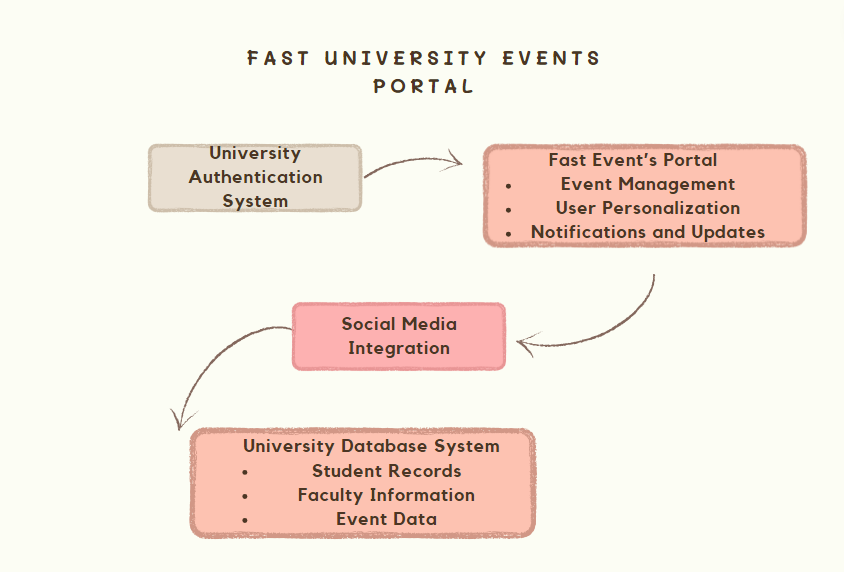 FAST UNIVERSITY EVENTS
PORTAL
University
Authentication
System
Fast Event's Portal
• Event Management
• User Personalization
• Notifications and Updates
Social Media
Integration
University Database System
• Student Records
• Faculty Information
• Event Data